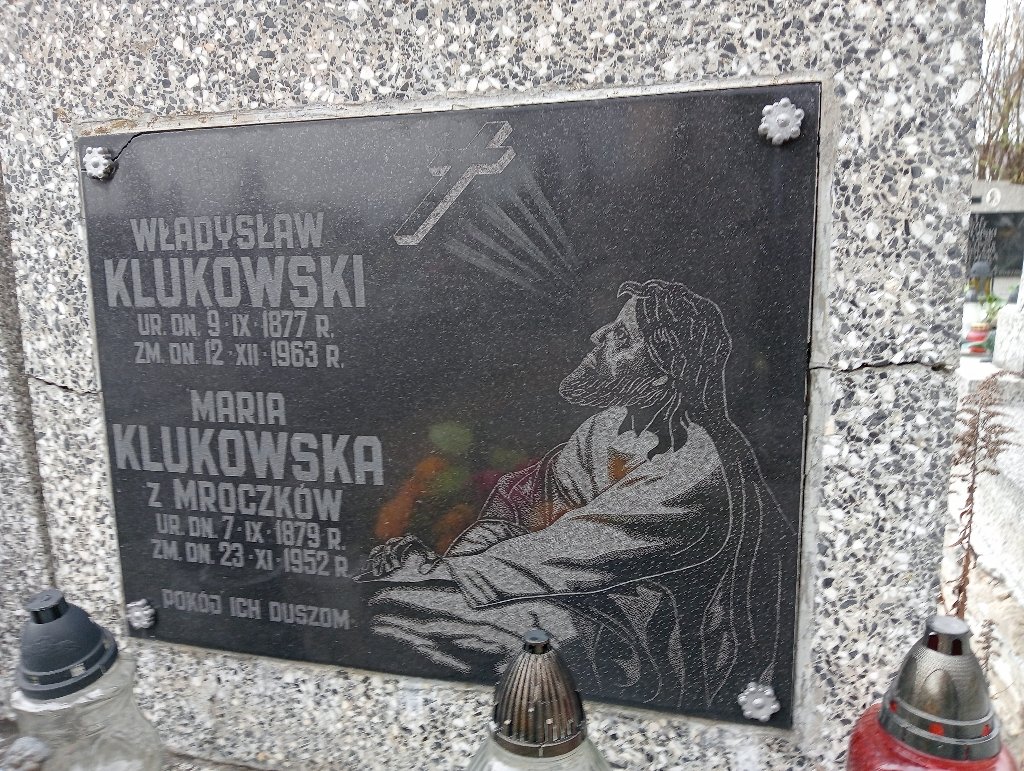 WŁADYSŁAW
KLUKOWSKI
UR. DN. 9·IX·1877 R.
ZM. DN. 12·XII·1963 R.
MARIA
KLUKOWSKA
Z MROCZKÓW
UR. DN. 7·IX·1879 R.
ZM. DN. 23·XI·1952 R
POKÓJ ICH DUSZOM